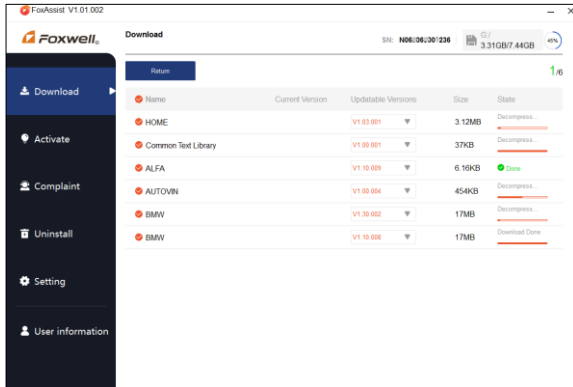 FoxAssist V1.01.002
FOXWELL®
Download
G:/
3.31GB/7.44GB
45%
SN:
Return
1/6
Name Current Version Updatable Versions Size State
HOME V1.03.001 3.12MB Decompress...
Common Text Library V1.00.001 37KB Decompress...
ALFA V1.10.009 6.16KB Done
AUTOVIN V1.00.004 454KB Decompress...
BMW V1.30.002 17MB Decompress...
BMW V1.10.006 17MB Download Done
Download
Activate
Complaint
Uninstall
Setting
User information